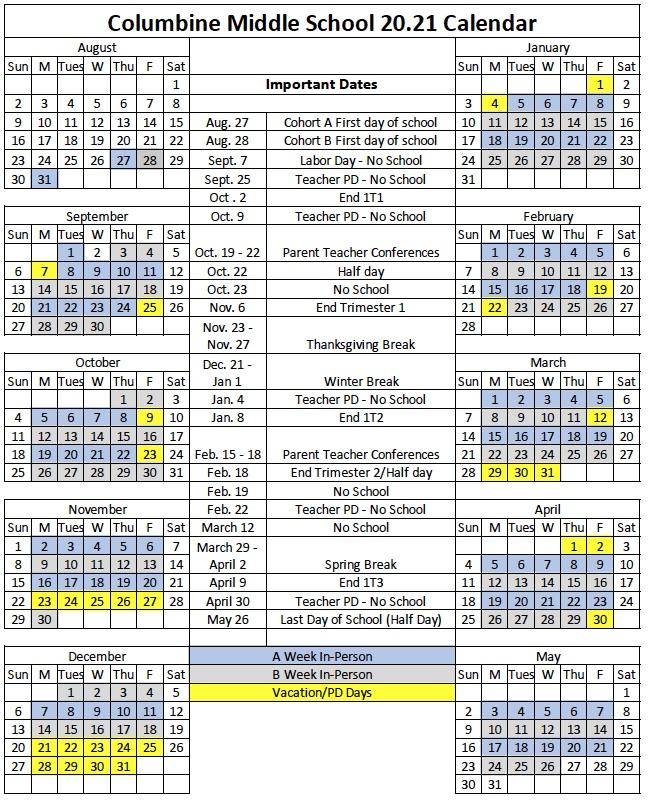 Columbine Middle School 20.21 Calendar
August
Sun M Tues W Thu F Sat
1
2 3 4 5 6 7 8
9 10 11 12 13 14 15
16 17 18 19 20 21 22
23 24 25 26 27 28 29
30 31
September
Sun M Tues W Thu F Sat
1 2 3 4 5
6 7 8 9 10 11 12
13 14 15 16 17 18 19
20 21 22 23 24 25 26
27 28 29 30
October
Sun M Tues W Thu F Sat
1 2 3
4 5 6 7 8 9 10
11 12 13 14 15 16 17
18 19 20 21 22 23 24
25 26 27 28 29 30 31
November
Sun M Tues W Thu F Sat
1 2 3 4 5 6 7
8 9 10 11 12 13 14
15 16 17 18 19 20 21
22 23 24 25 26 27 28
29 30
December
Sun M Tues W Thu F Sat
1 2 3 4 5
6 7 8 9 10 11 12
13 14 15 16 17 18 19
20 21 22 23 24 25 26
27 28 29 30 31
Important Dates
Aug. 27 Cohort A First day of school
Aug. 28 Cohort B First day of school
Sept. 7 Labor Day - No School
Sept. 25 Teacher PD - No School
Oct . 2 End 1T1
Oct. 9 Teacher PD - No School
Oct. 19 - 22 Parent Teacher Conferences
Oct. 22 Half day
Oct. 23 No School
Nov. 6 End Trimester 1
Nov. 23 -
Nov. 27 Thanksgiving Break
Dec. 21 -
Jan 1 Winter Break
Jan. 4 Teacher PD - No School
Jan. 8 End 1T2
Feb. 15 - 18 Parent Teacher Conferences
Feb. 18 End Trimester 2/Half day
Feb. 19 No School
Feb. 22 Teacher PD - No School
March 12 No School
March 29 -
April 2 Spring Break
April 9 End 1T3
April 30 Teacher PD - No School
May 26 Last Day of School (Half Day)
A Week In-Person
B Week In-Person
Vacation/PD Days
January
Sun M Tues W Thu F Sat
1 2
3 4 5 6 7 8 9
10 11 12 13 14 15 16
17 18 19 20 21 22 23
24 25 26 27 28 29 30
31
February
Sun M Tues W Thu F Sat
1 2 3 4 5 6
7 8 9 10 11 12 13
14 15 16 17 18 19 20
21 22 23 24 25 26 27
28
March
Sun M Tues W Thu F Sat
1 2 3 4 5 6
7 8 9 10 11 12 13
14 15 16 17 18 19 20
21 22 23 24 25 26 27
28 29 30 31
April
Sun M Tues W Thu F Sat
1 2 3
4 5 6 7 8 9 10
11 12 13 14 15 16 17
18 19 20 21 22 23 24
25 26 27 28 29 30
May
Sun M Tues W Thu F Sat
1
2 3 4 5 6 7 8
9 10 11 12 13 14 15
16 17 18 19 20 21 22
23 24 25 26 27 28 29
30 31